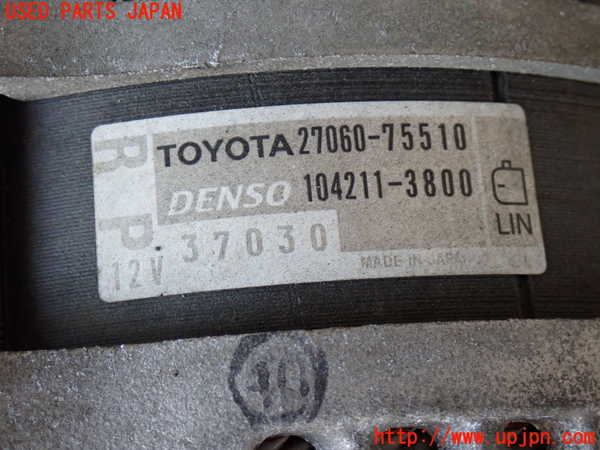 USED PARTS JAPAN
R TOYOTA 27060-75510
DENSO 104211-3800
P 37030 LIN
12V MADE IN JAPAN
http://www.upjpn.com/